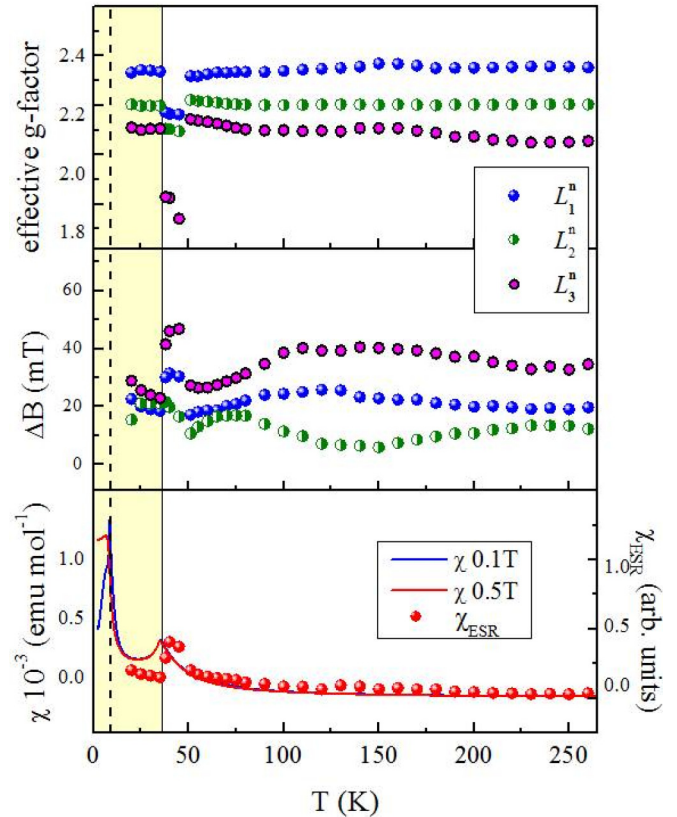 effective g-factor
2.4
2.2
2.0
1.8
L₁ⁿ
L₂ⁿ
L₃ⁿ
ΔB (mT)
60
40
20
0
χ 10⁻³ (emu mol⁻¹)
1.0
0.5
0.0
χ 0.1T
χ 0.5T
χ_ESR
1.0
0.5
0.0
χ_ESR (arb. units)
0 50 100 150 200 250
T (K)